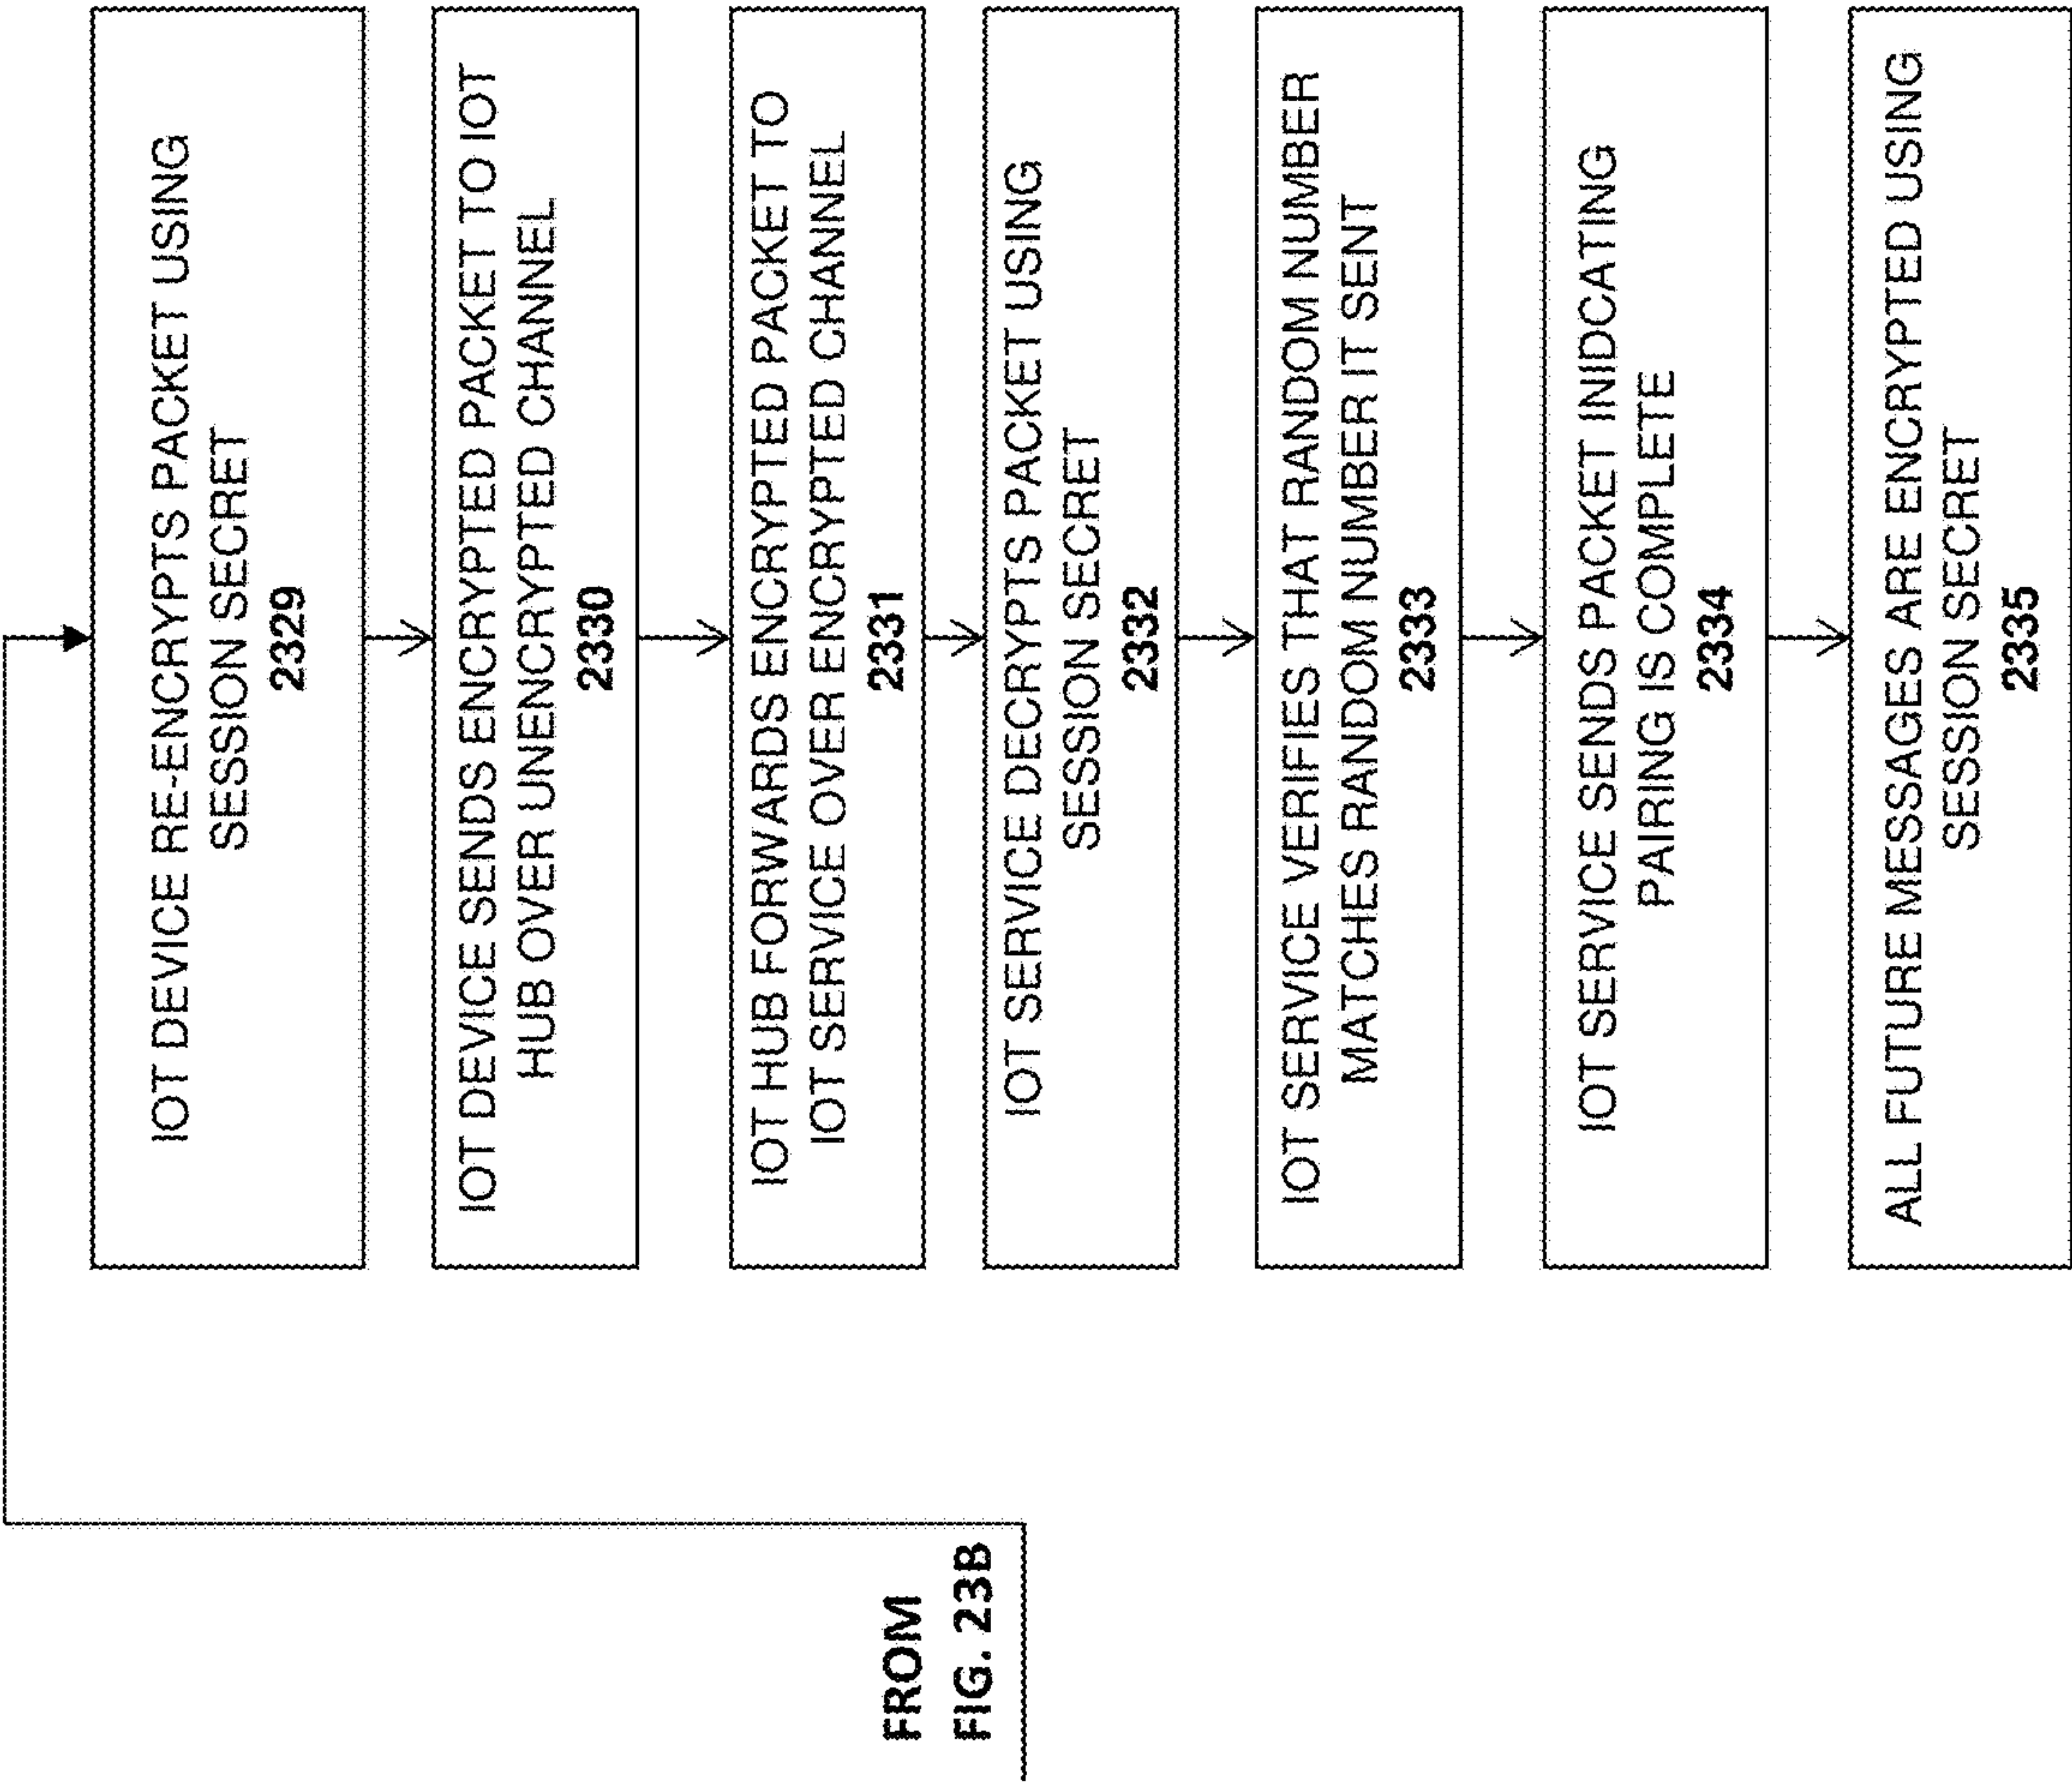 FROM
FIG. 23B
IOT DEVICE RE-ENCRYPTS PACKET USING
SESSION SECRET
2329
IOT DEVICE SENDS ENCRYPTED PACKET TO IOT
HUB OVER UNENCRYPTED CHANNEL
2330
IOT HUB FORWARDS ENCRYPTED PACKET TO
IOT SERVICE OVER ENCRYPTED CHANNEL
2331
IOT SERVICE DECRYPTS PACKET USING
SESSION SECRET
2332
IOT SERVICE VERIFIES THAT RANDOM NUMBER
MATCHES RANDOM NUMBER IT SENT
2333
IOT SERVICE SENDS PACKET INIDCATING
PAIRING IS COMPLETE
2334
ALL FUTURE MESSAGES ARE ENCRYPTED USING
SESSION SECRET
2335